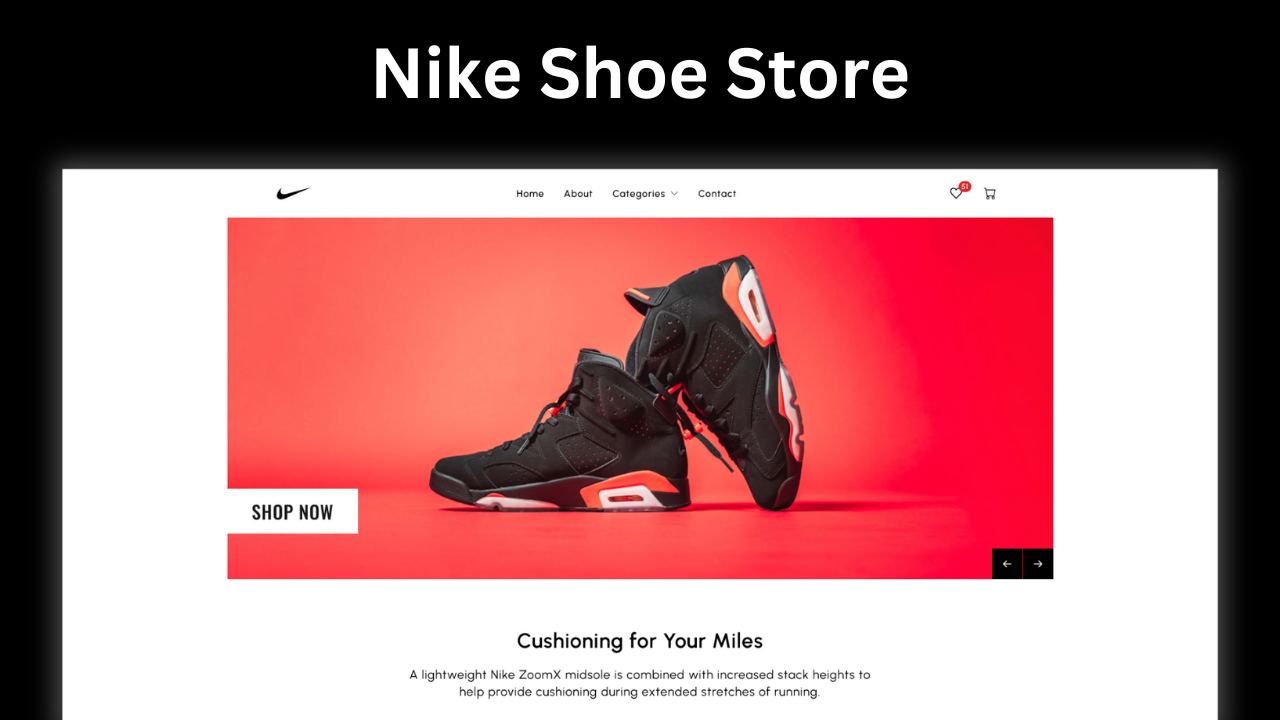 Nike Shoe Store
Home About Categories Contact
51
SHOP NOW
Cushioning for Your Miles
A lightweight Nike ZoomX midsole is combined with increased stack heights to
help provide cushioning during extended stretches of running.